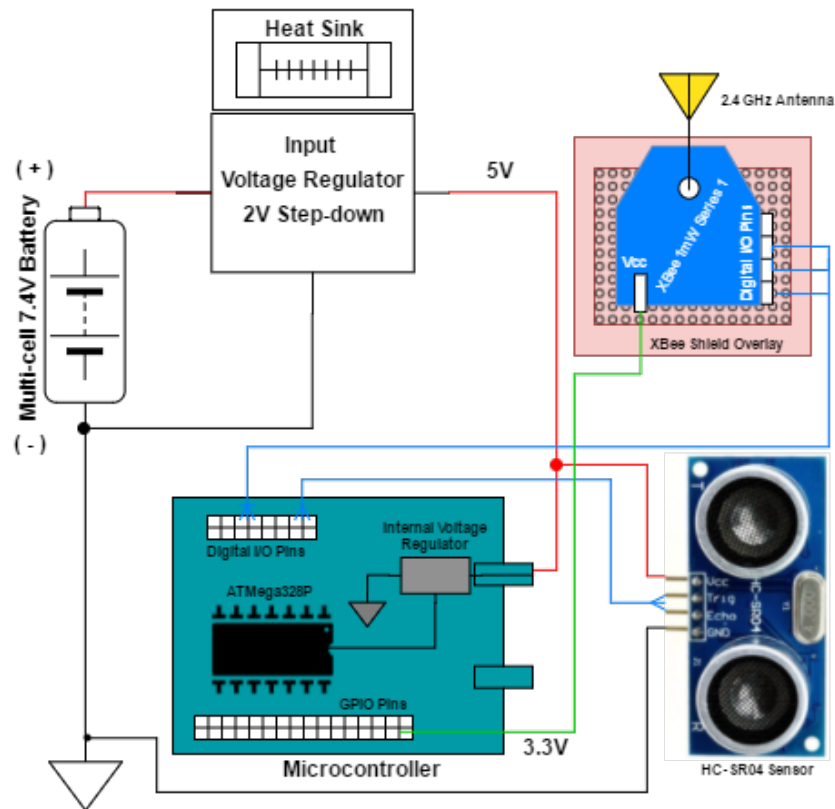 Heat Sink
Input
Voltage Regulator
2V Step-down
( + )
5V
Multi-cell 7.4V Battery
( - )
2.4 GHz Antenna
XBee 1mW Series 1
Vcc
Digital I/O Pins
XBee Shield Overlay
Digital I/O Pins
Internal Voltage
Regulator
ATMega328P
GPIO Pins
3.3V
Microcontroller
T
Vcc
Trig
Echo
GND
HC-SR04
HC-SR04 Sensor